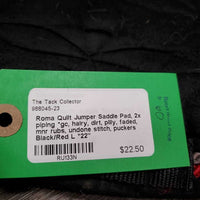 The Tack Collector
988045-23
Roma Quilt Jumper Saddle Pad, 2x
piping *gc, hairy, dirt, pilly, faded,
mnr rubs, undone stitch, puckers
Black/Red L "22"
$22.50
RU133N